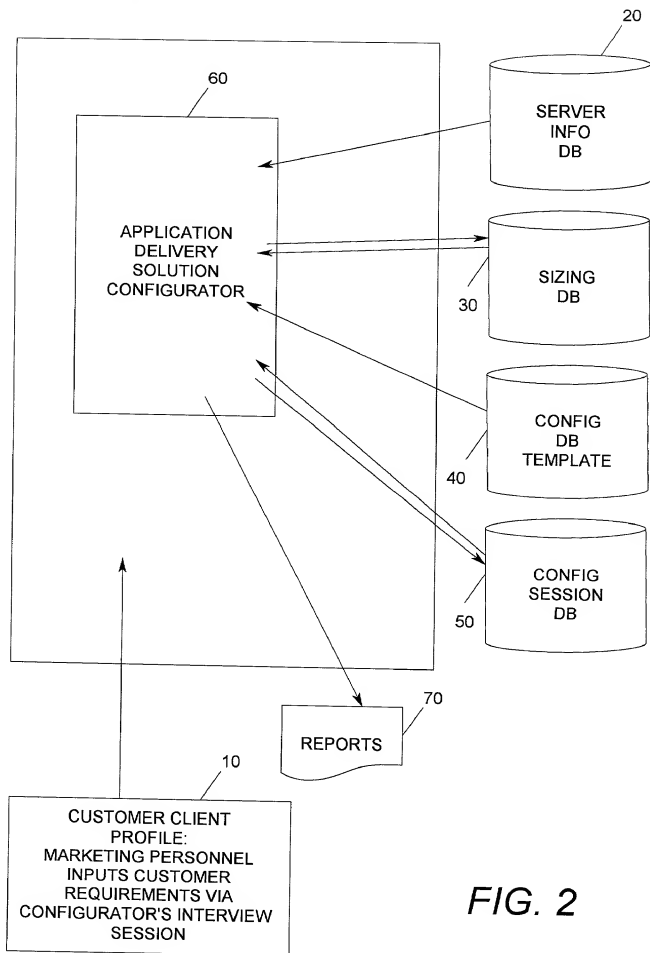 20
60
SERVER
INFO
DB
APPLICATION
DELIVERY
SOLUTION
CONFIGURATOR
30
SIZING
DB
40
CONFIG
DB
TEMPLATE
50
CONFIG
SESSION
DB
70
REPORTS
10
CUSTOMER CLIENT
PROFILE:
MARKETING PERSONNEL
INPUTS CUSTOMER
REQUIREMENTS VIA
CONFIGURATOR'S INTERVIEW
SESSION
FIG. 2